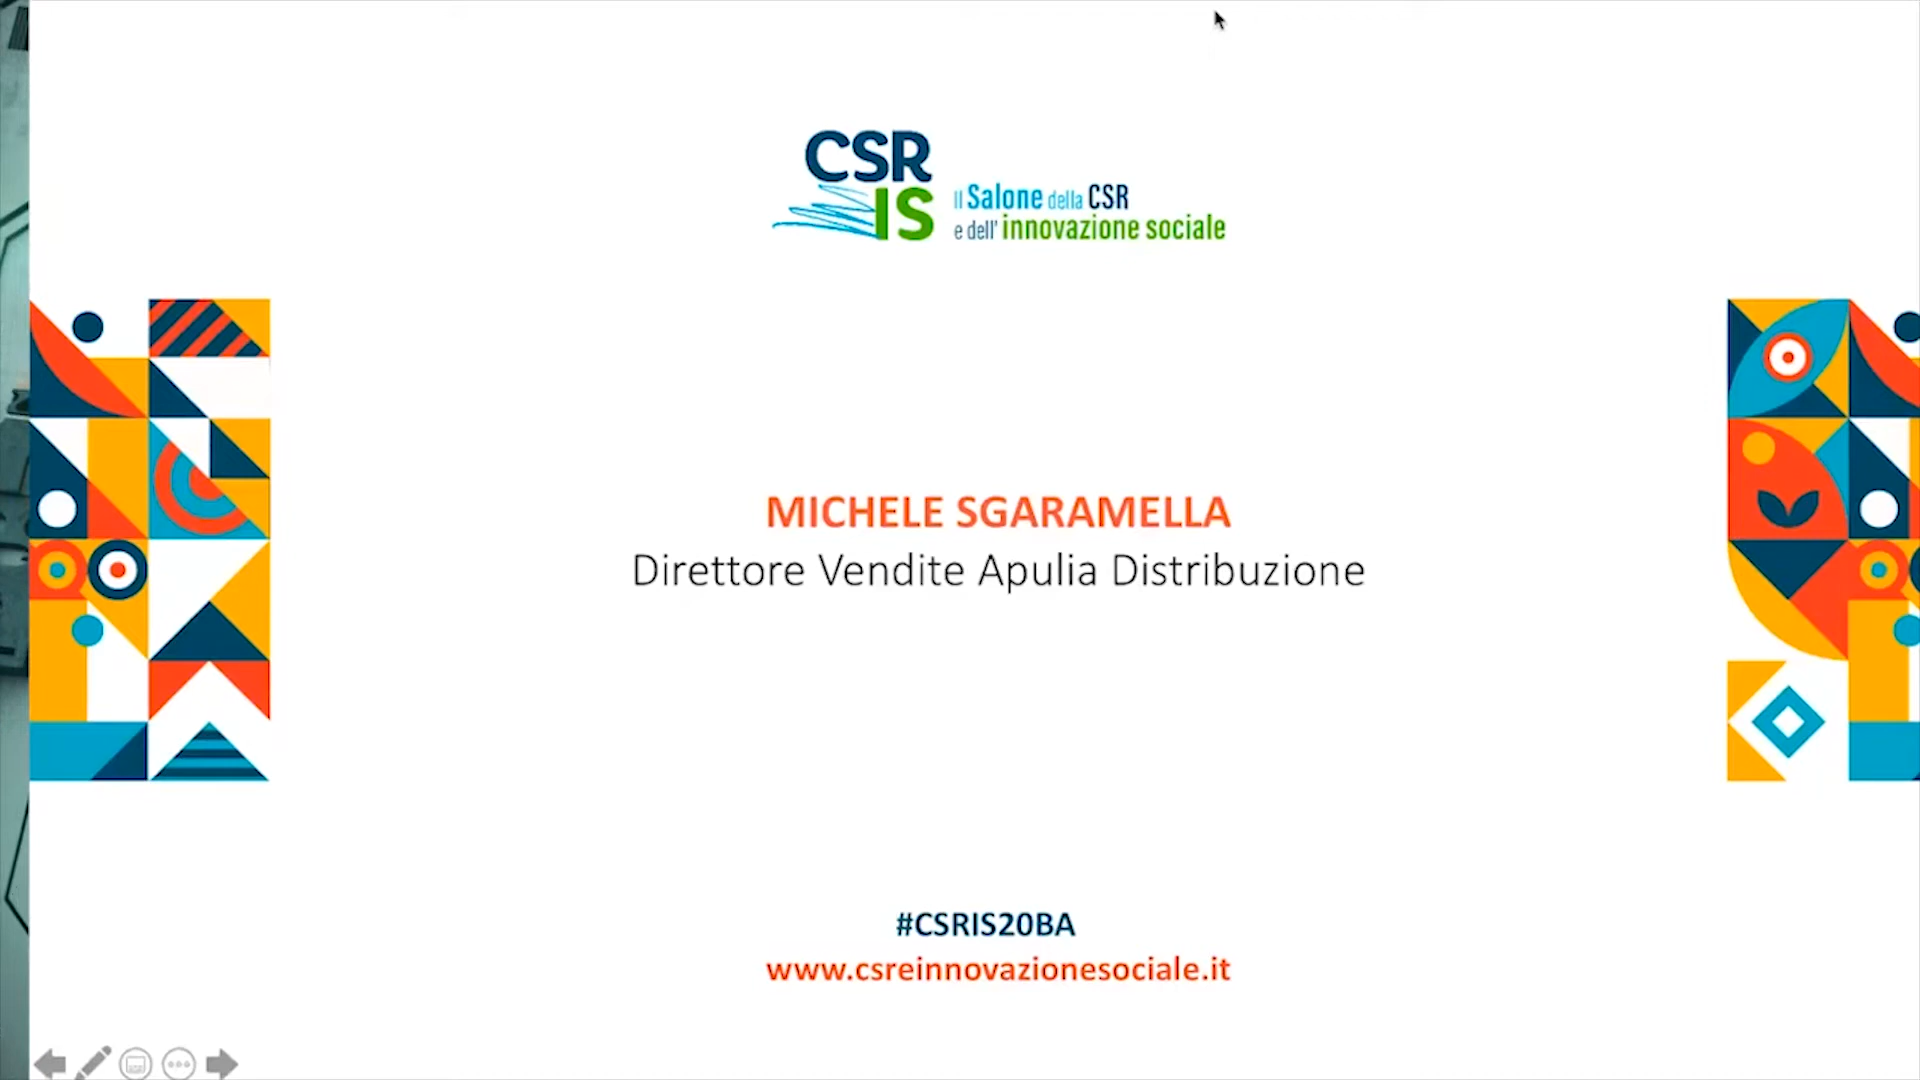 CSR
IS
Il Salone della CSR
e dell' innovazione sociale
MICHELE SGARAMELLA
Direttore Vendite Apulia Distribuzione
#CSRIS20BA
www.csreinnovazionesociale.it